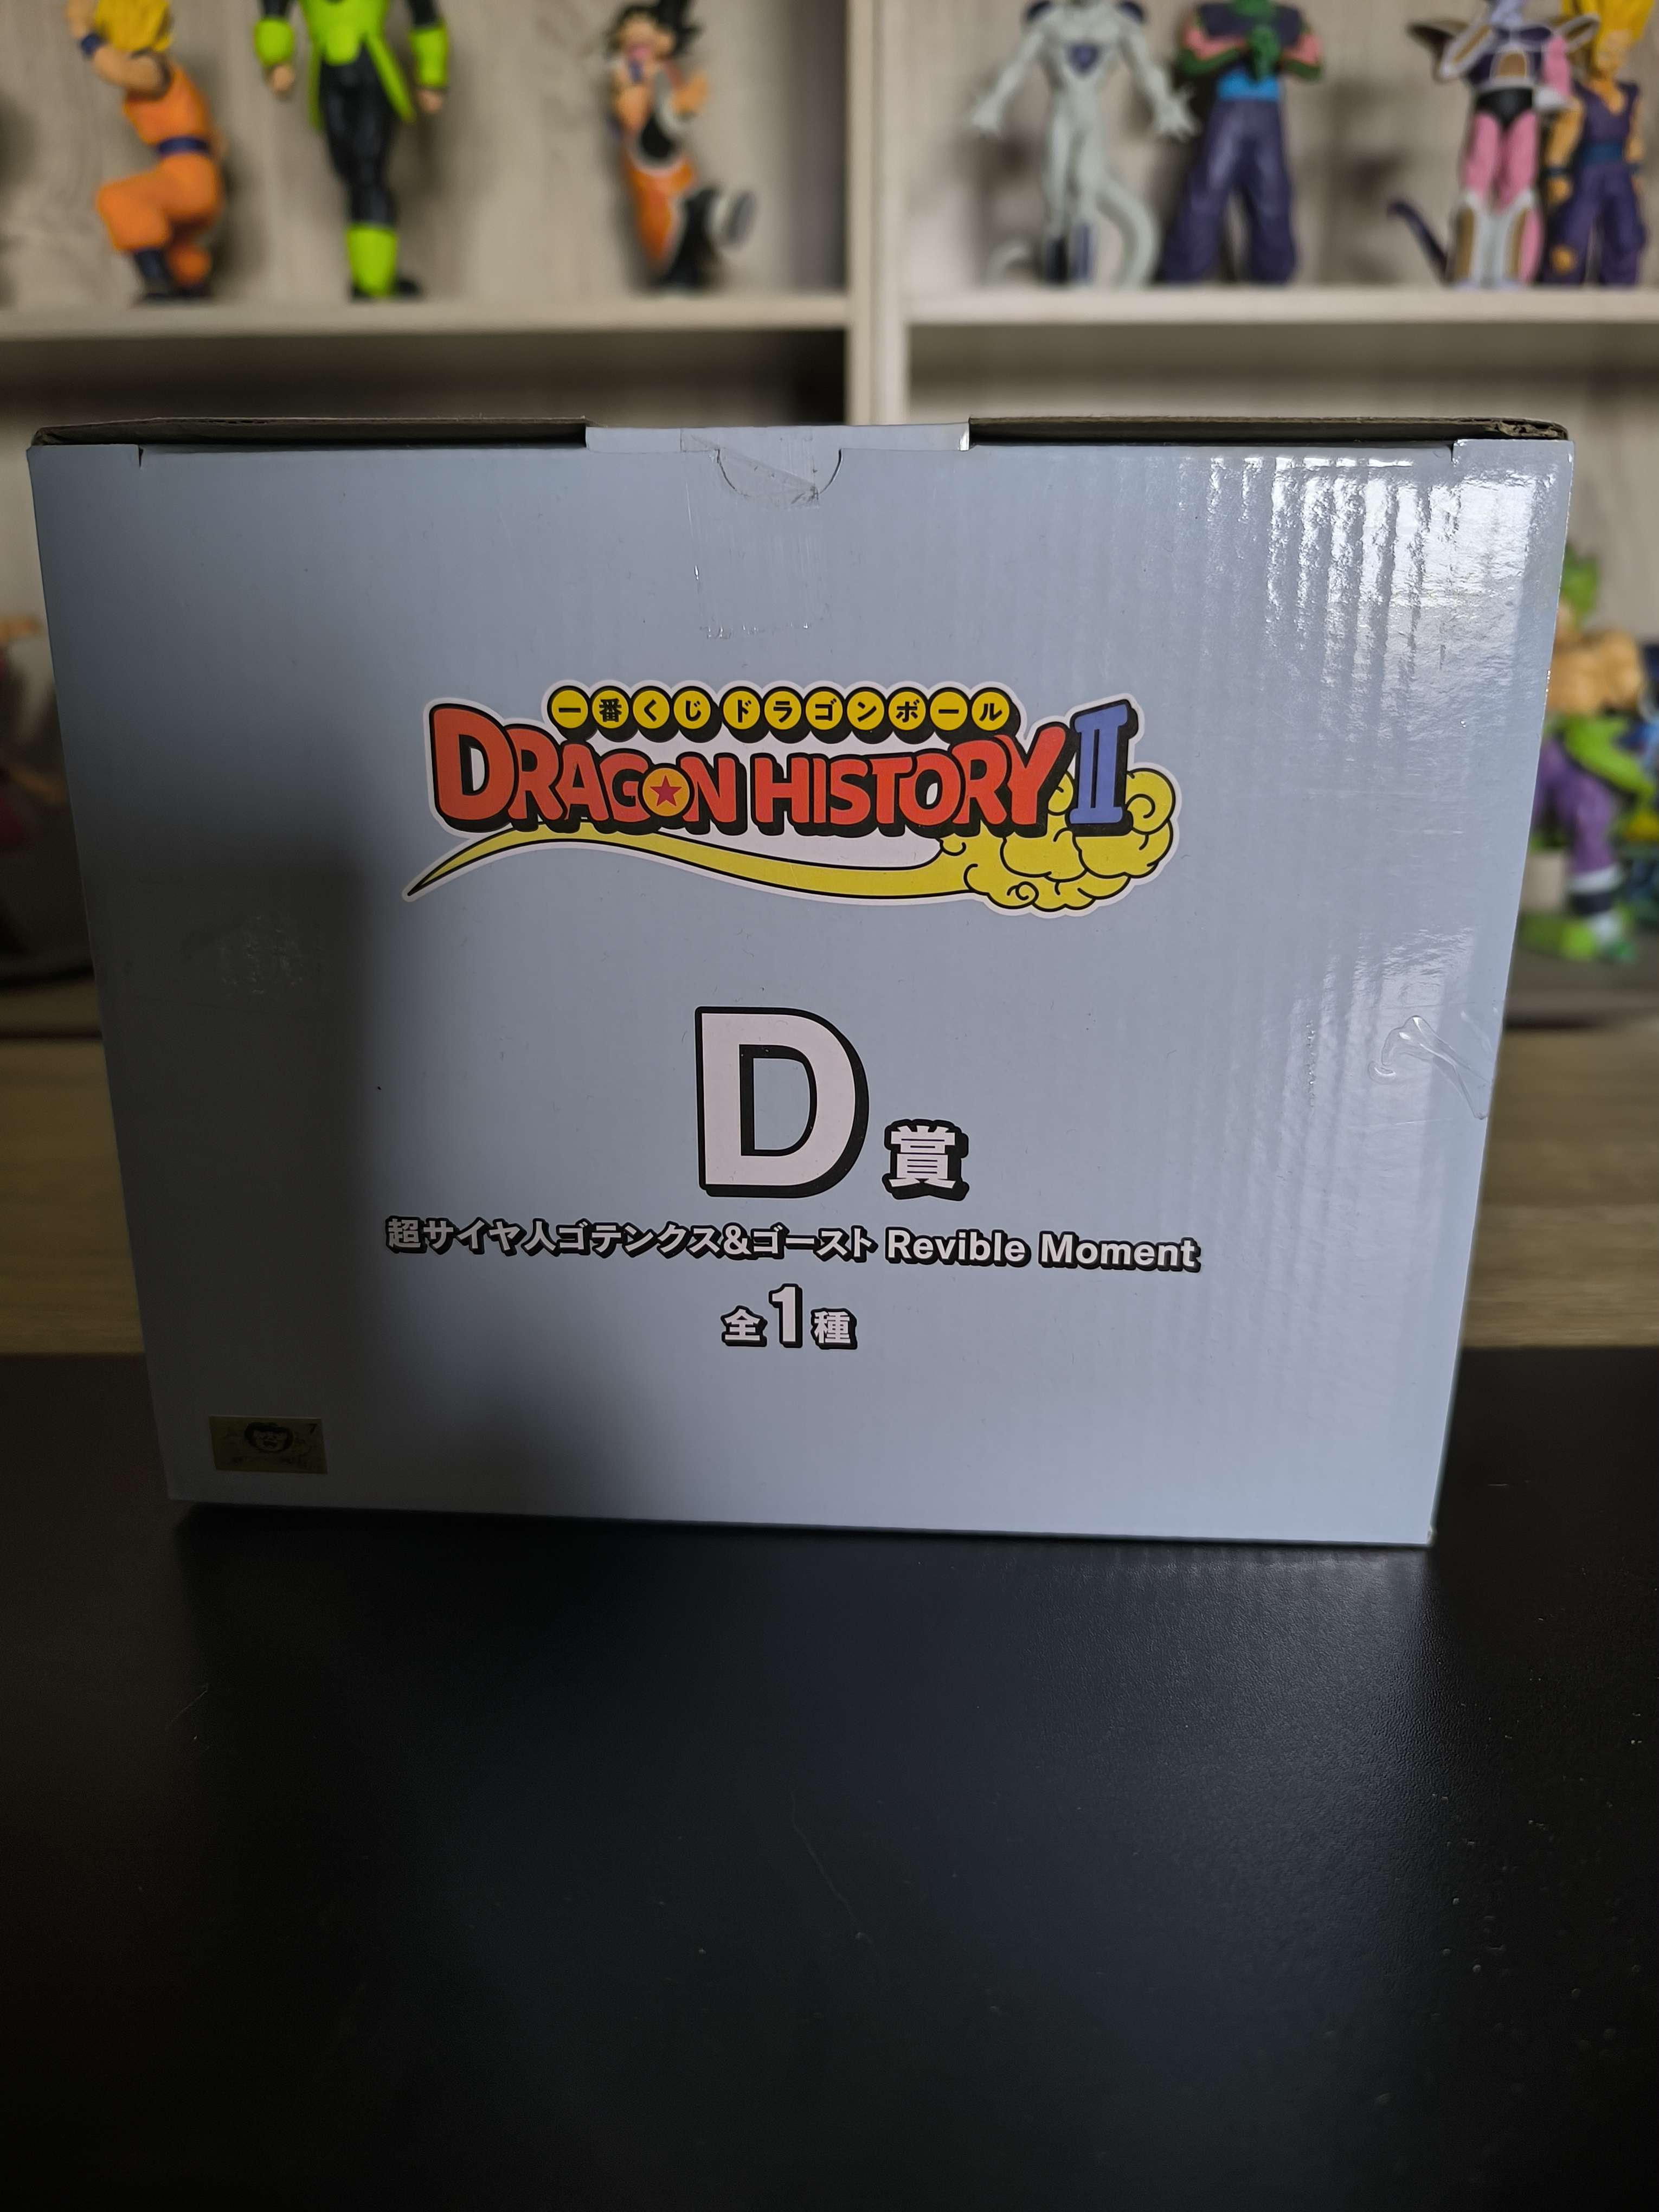 一番くじ ドラゴンボール
DRAGON HISTORY II
D賞
超サイヤ人ゴテンクス&ゴースト Revible Moment
全1種